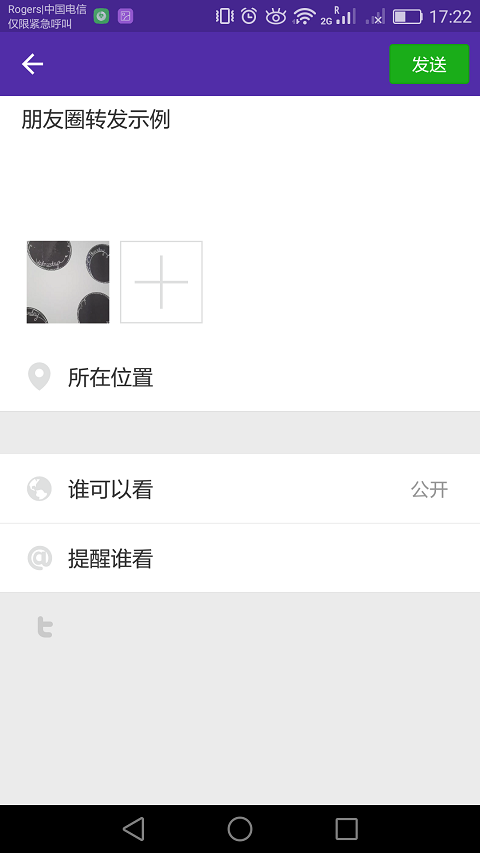 Rogers|中国电信
仅限紧急呼叫
2G
R
17:22
发送
朋友圈转发示例
所在位置
谁可以看
公开
提醒谁看